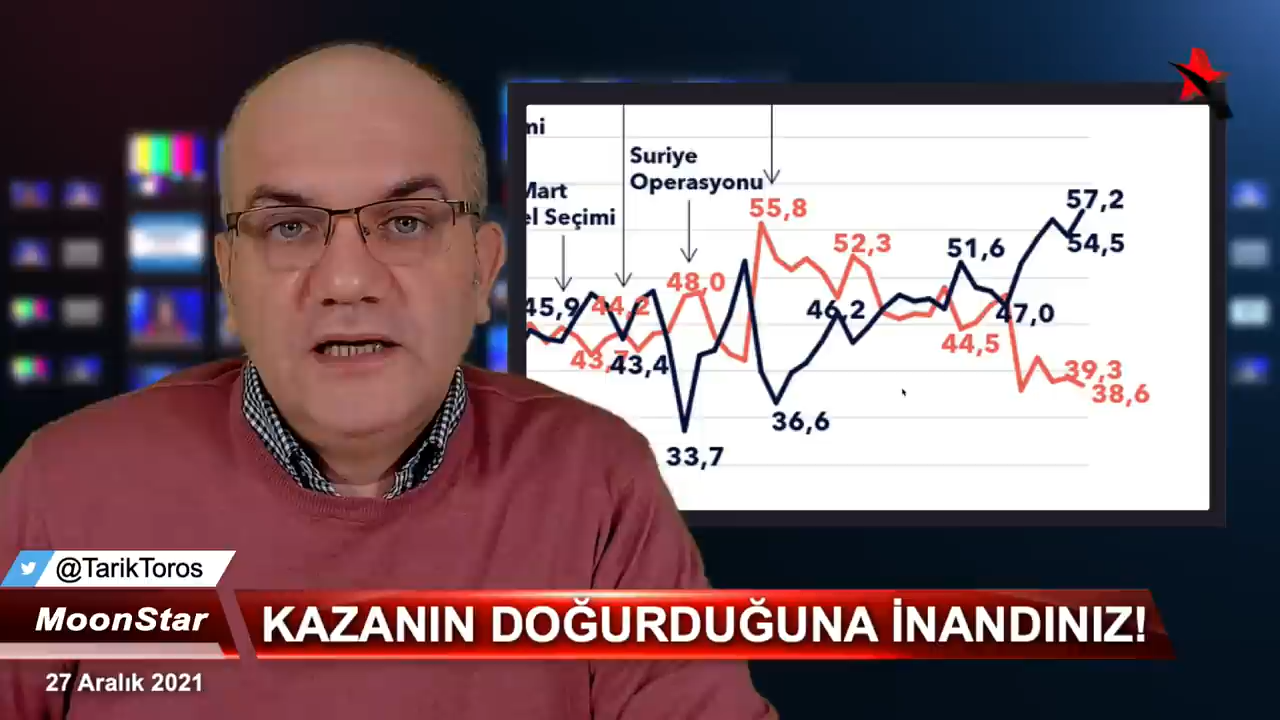 mi
Suriye
Operasyonu
Mart
el Seçimi
55,8
57,2
54,5
52,3
51,6
48,0
45,9
44,2
46,2
47,0
43,7
43,4
44,5
39,3
38,6
36,6
33,7
@TarikToros
MoonStar
KAZANIN DOĞURDUĞUNA İNANDINIZ!
27 Aralık 2021